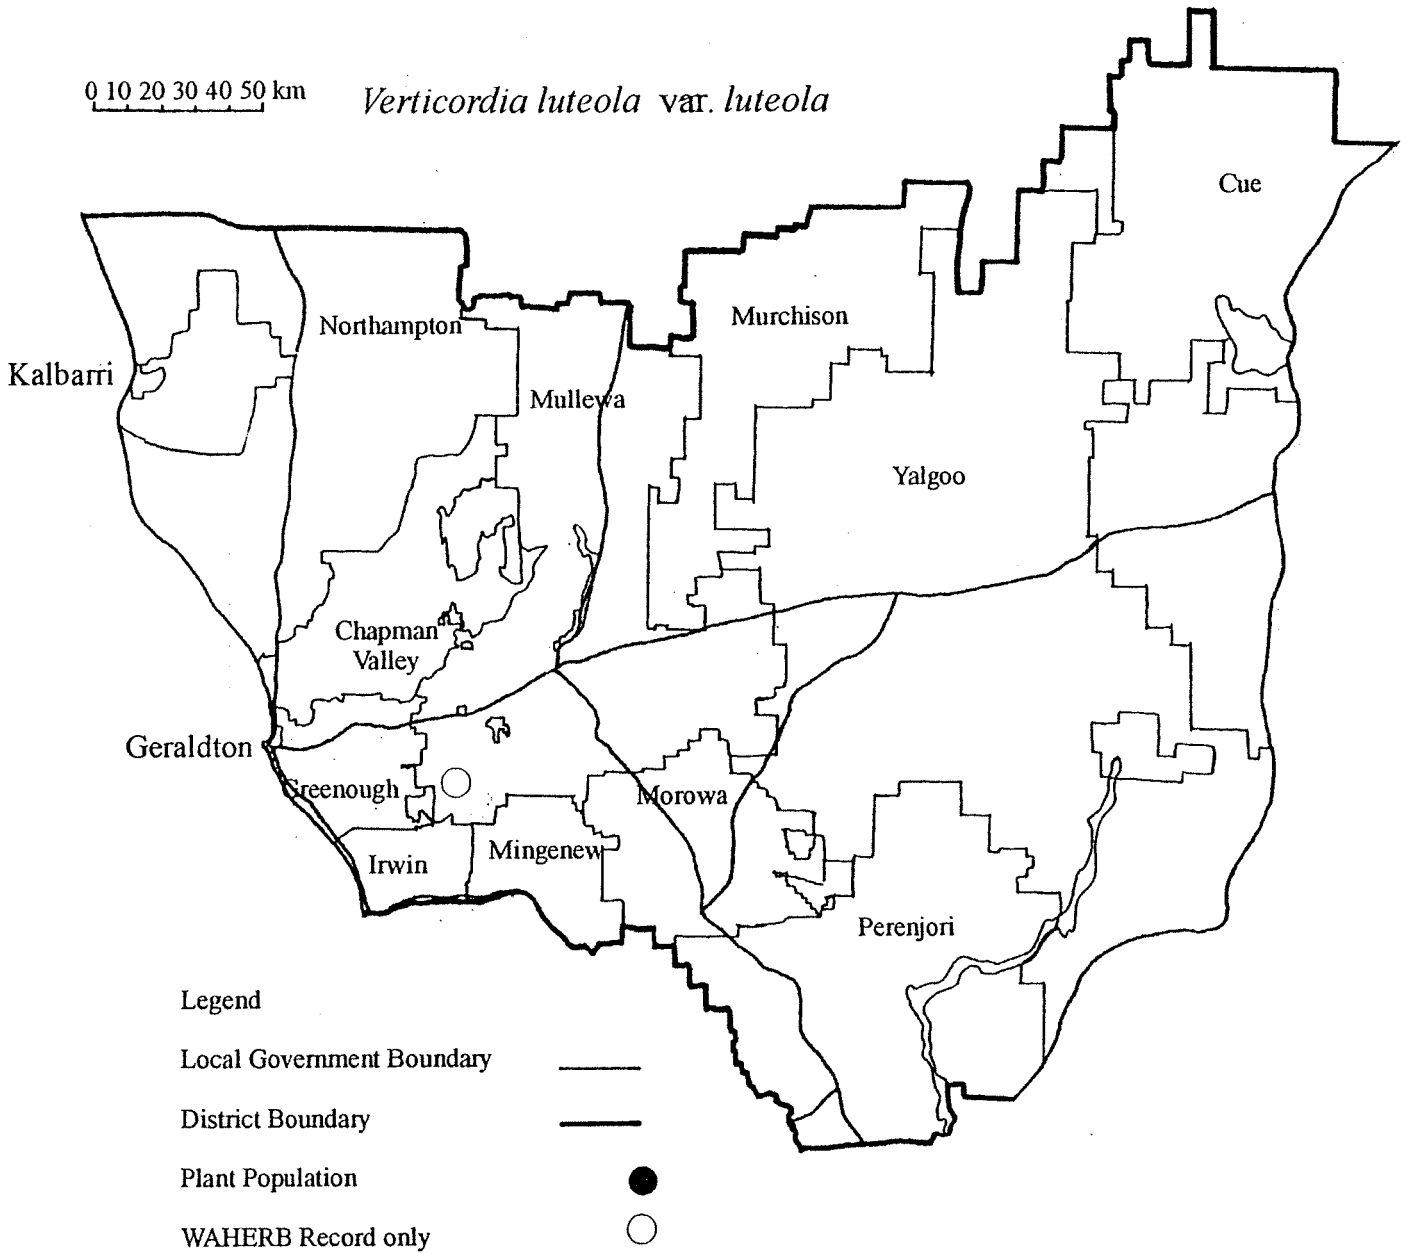 0 10 20 30 40 50 km
Verticordia luteola var. luteola
Cue
Northampton
Murchison
Kalbarri
Mullewa
Yalgoo
Chapman
Valley
Geraldton
Greenough
Morowa
Irwin
Mingenew
Perenjori
Legend
Local Government Boundary
District Boundary
Plant Population
WAHERB Record only